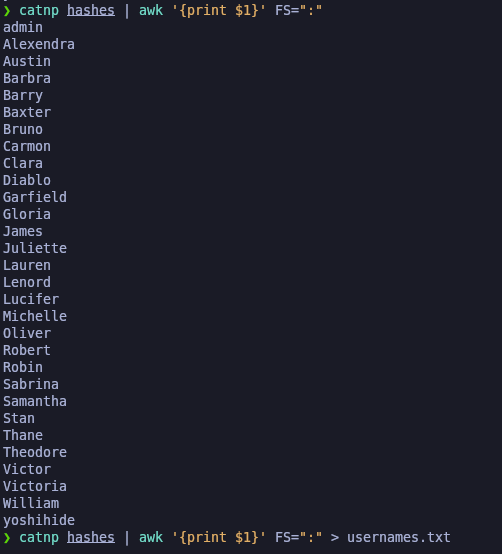 ❯ catnp hashes | awk '{print $1}' FS=":"
admin
Alexendra
Austin
Barbra
Barry
Baxter
Bruno
Carmon
Clara
Diablo
Garfield
Gloria
James
Juliette
Lauren
Lenord
Lucifer
Michelle
Oliver
Robert
Robin
Sabrina
Samantha
Stan
Thane
Theodore
Victor
Victoria
William
yoshihide
❯ catnp hashes | awk '{print $1}' FS=":" > usernames.txt